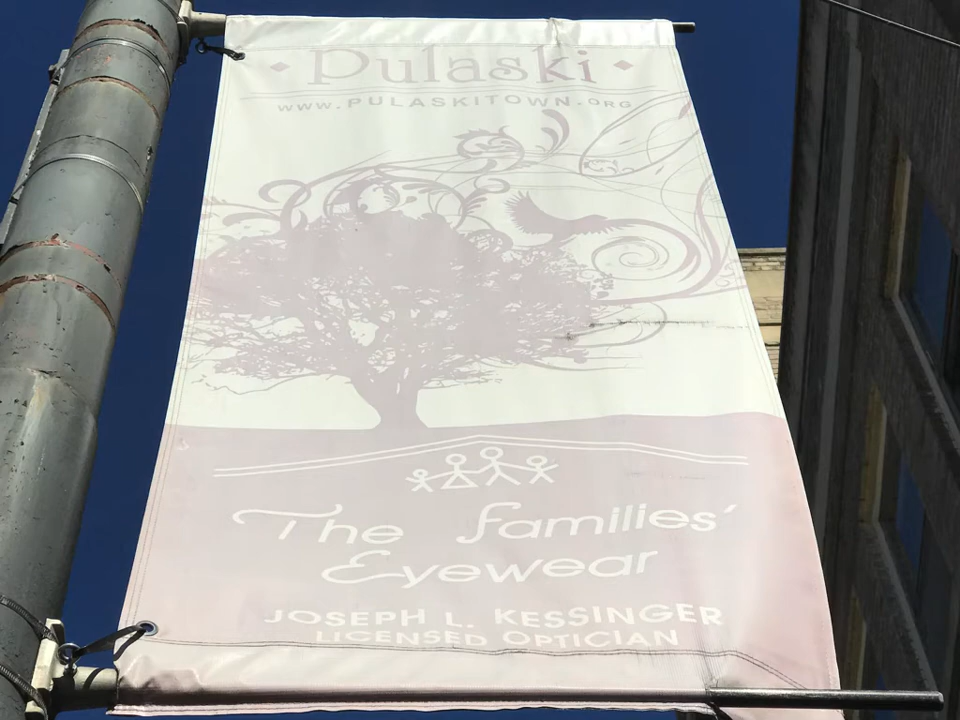 Pulaski
WWW.PULASKITOWN.ORG
The families'
Eyewear
JOSEPH L. KESSINGER
LICENSED OPTICIAN